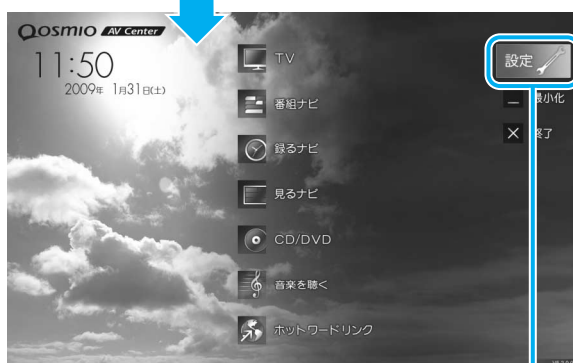 Qosmio AV Center
11:50
2009年 1月31日(土)
TV
番組ナビ
録るナビ
見るナビ
CD/DVD
音楽を聴く
ホットワードリンク
設定
最小化
終了